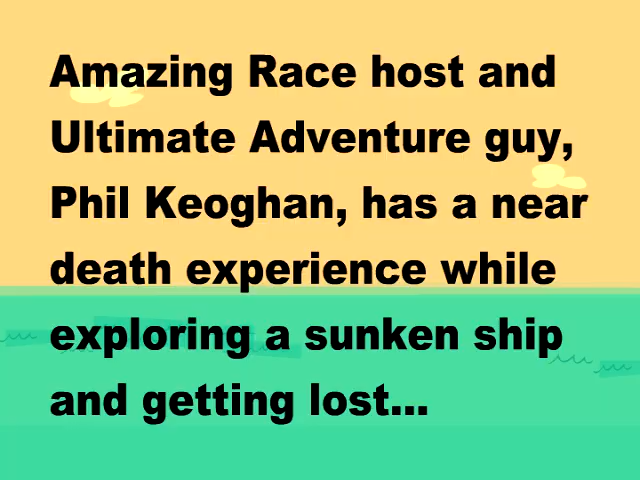 Amazing Race host and
Ultimate Adventure guy,
Phil Keoghan, has a near
death experience while
exploring a sunken ship
and getting lost...